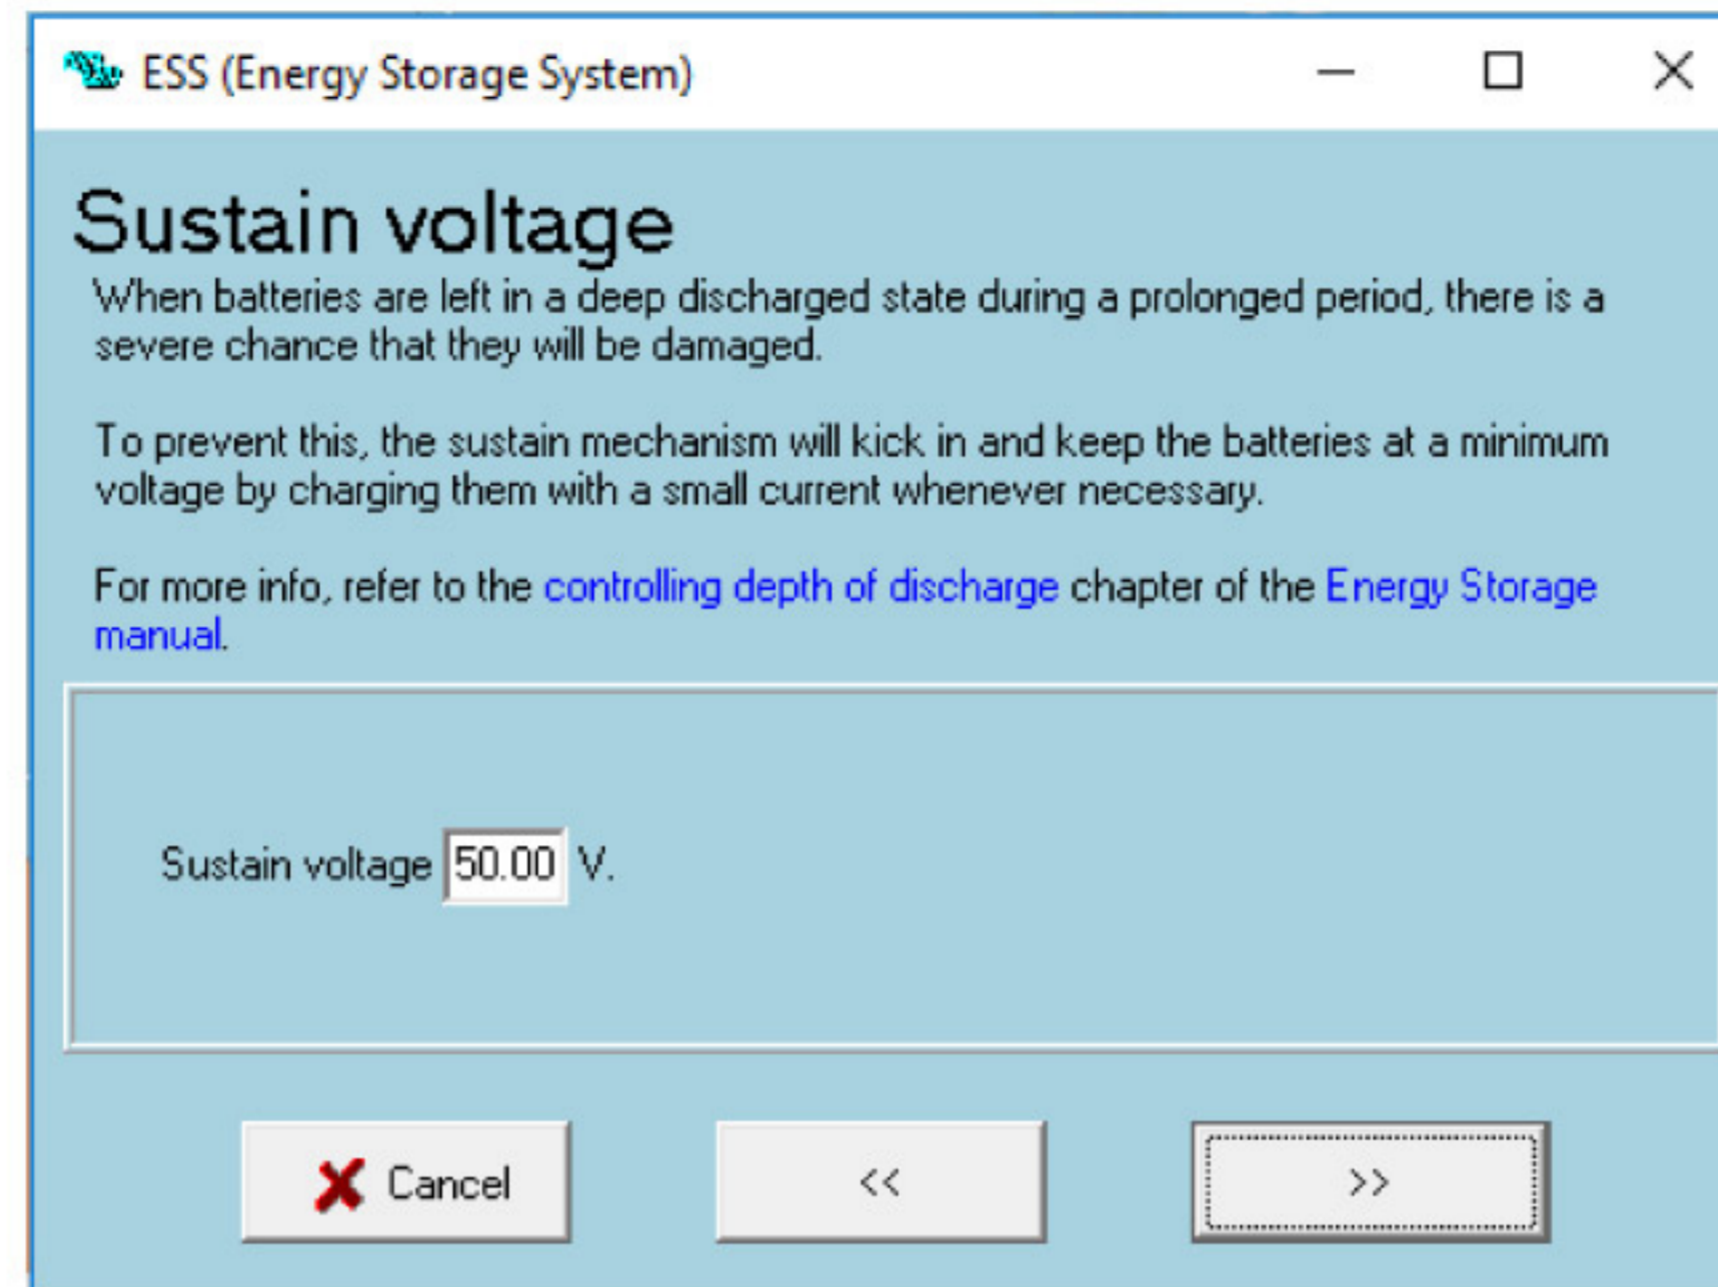 ESS (Energy Storage System)
Sustain voltage
When batteries are left in a deep discharged state during a prolonged period, there is a
severe chance that they will be damaged.
To prevent this, the sustain mechanism will kick in and keep the batteries at a minimum
voltage by charging them with a small current whenever necessary.
For more info, refer to the controlling depth of discharge chapter of the Energy Storage
manual.
Sustain voltage 50.00 V.
Cancel << >>